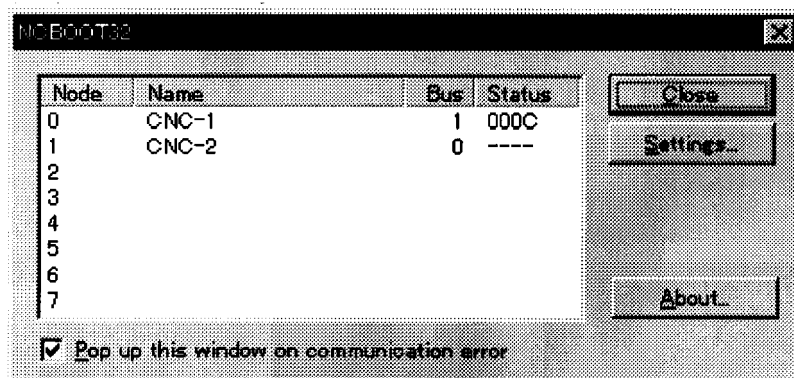 NCBOOT32
Node Name Bus Status
0 CNC-1 1 000C
1 CNC-2 0 ----
2
3
4
5
6
7
Close
Settings...
About...
Pop up this window on communication error